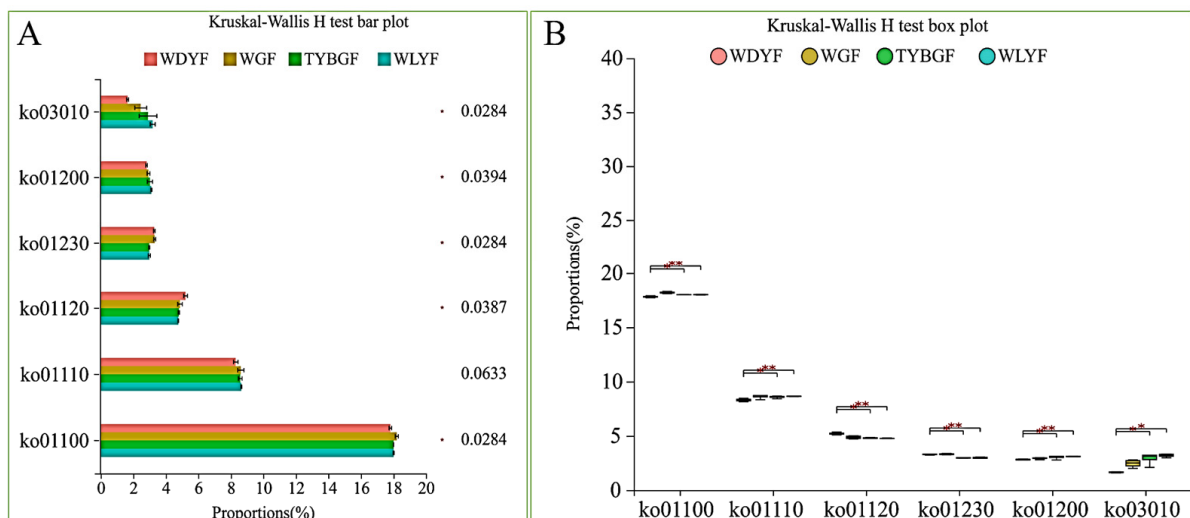 A
Kruskal-Wallis H test bar plot
WDYF WGF TYBGF WLYF
ko03010 * 0.0284
ko01200 * 0.0394
ko01230 * 0.0284
ko01120 * 0.0387
ko01110 0.0633
ko01100 * 0.0284
0 2 4 6 8 10 12 14 16 18 20
Proportions(%)
B
Kruskal-Wallis H test box plot
WDYF WGF TYBGF WLYF
40
35
30
25
20
15
10
5
0
Proportions(%)
*** *** *** *** *** **
ko01100 ko01110 ko01120 ko01230 ko01200 ko03010